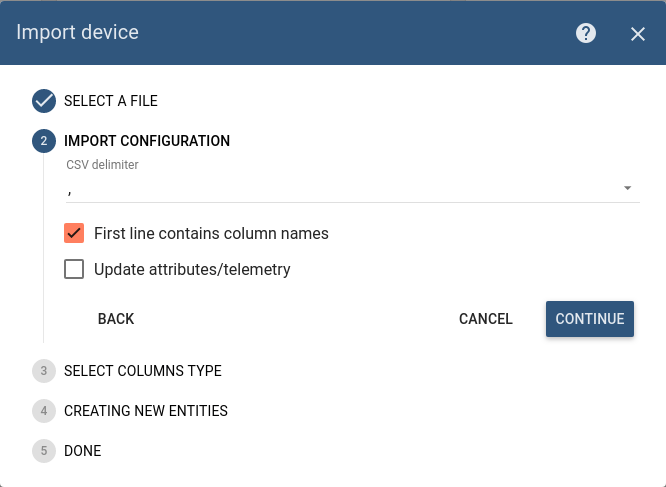 Import device
?
SELECT A FILE
2 IMPORT CONFIGURATION
CSV delimiter
,
First line contains column names
Update attributes/telemetry
BACK CANCEL CONTINUE
3 SELECT COLUMNS TYPE
4 CREATING NEW ENTITIES
5 DONE